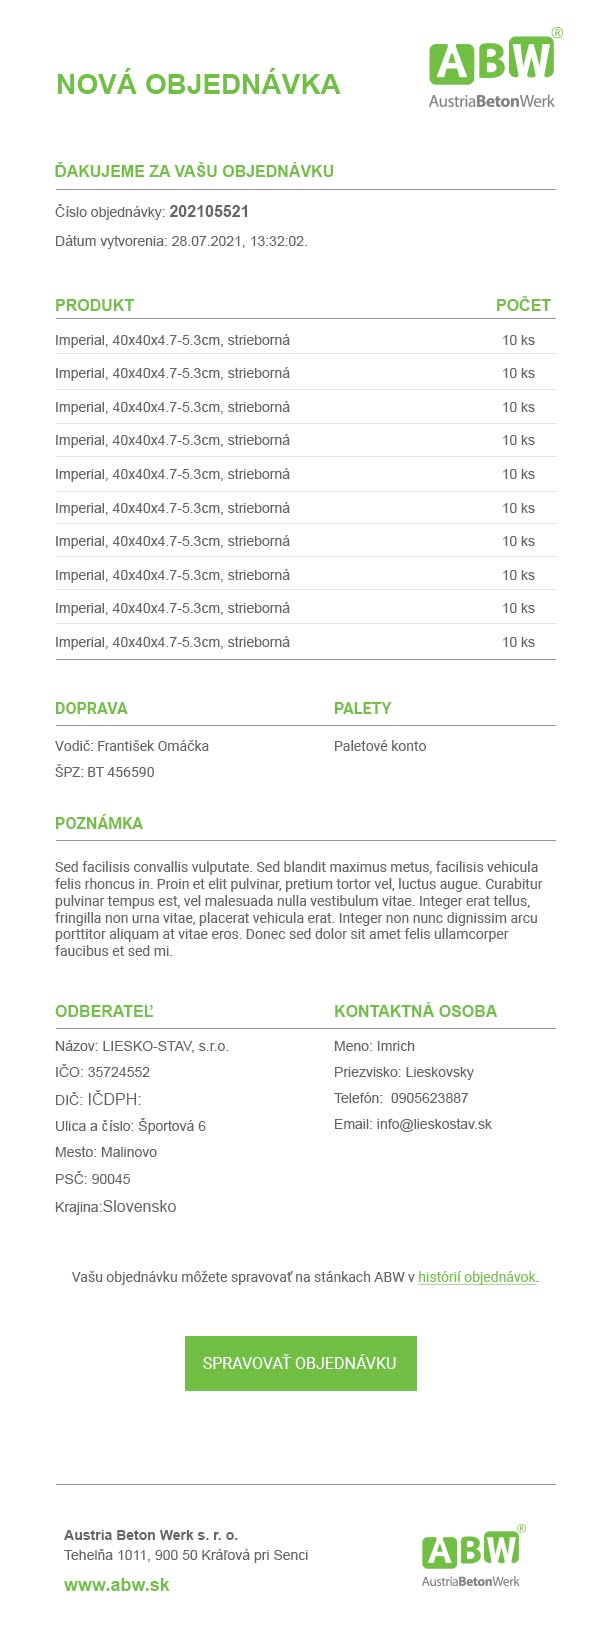 NOVÁ OBJEDNÁVKA
ABW®
AustriaBetonWerk
ĎAKUJEME ZA VAŠU OBJEDNÁVKU
Číslo objednávky: 202105521
Dátum vytvorenia: 28.07.2021, 13:32:02.
PRODUKT POČET
Imperial, 40x40x4.7-5.3cm, strieborná 10 ks
Imperial, 40x40x4.7-5.3cm, strieborná 10 ks
Imperial, 40x40x4.7-5.3cm, strieborná 10 ks
Imperial, 40x40x4.7-5.3cm, strieborná 10 ks
Imperial, 40x40x4.7-5.3cm, strieborná 10 ks
Imperial, 40x40x4.7-5.3cm, strieborná 10 ks
Imperial, 40x40x4.7-5.3cm, strieborná 10 ks
Imperial, 40x40x4.7-5.3cm, strieborná 10 ks
Imperial, 40x40x4.7-5.3cm, strieborná 10 ks
Imperial, 40x40x4.7-5.3cm, strieborná 10 ks
DOPRAVA
Vodič: František Omáčka
ŠPZ: BT 456590
PALETY
Paletové konto
POZNÁMKA
Sed facilisis convallis vulputate. Sed blandit maximus metus, facilisis vehicula
felis rhoncus in. Proin et elit pulvinar, pretium tortor vel, luctus augue. Curabitur
pulvinar tempus est, vel malesuada nulla vestibulum vitae. Integer erat tellus,
fringilla non urna vitae, placerat vehicula erat. Integer non nunc dignissim arcu
porttitor aliquam at vitae eros. Donec sed dolor sit amet felis ullamcorper
faucibus et sed mi.
ODBERATEĽ
Názov: LIESKO-STAV, s.r.o.
IČO: 35724552
DIČ: IČDPH:
Ulica a číslo: Športová 6
Mesto: Malinovo
PSČ: 90045
Krajina:Slovensko
KONTAKTNÁ OSOBA
Meno: Imrich
Priezvisko: Lieskovsky
Telefón:  0905623887
Email: info@lieskostav.sk
Vašu objednávku môžete spravovať na stánkach ABW v histórií objednávok.
SPRAVOVAŤ OBJEDNÁVKU
Austria Beton Werk s. r. o.
Tehelňa 1011, 900 50 Kráľová pri Senci
www.abw.sk
ABW®
AustriaBetonWerk